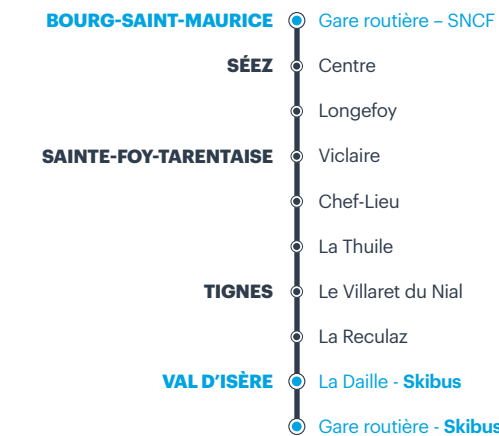 BOURG-SAINT-MAURICE Gare routière – SNCF
SÉEZ Centre
Longefoy
SAINTE-FOY-TARENTAISE Viclaire
Chef-Lieu
La Thuile
TIGNES Le Villaret du Nial
La Reculaz
VAL D'ISÈRE La Daille - Skibus
Gare routière - Skibus